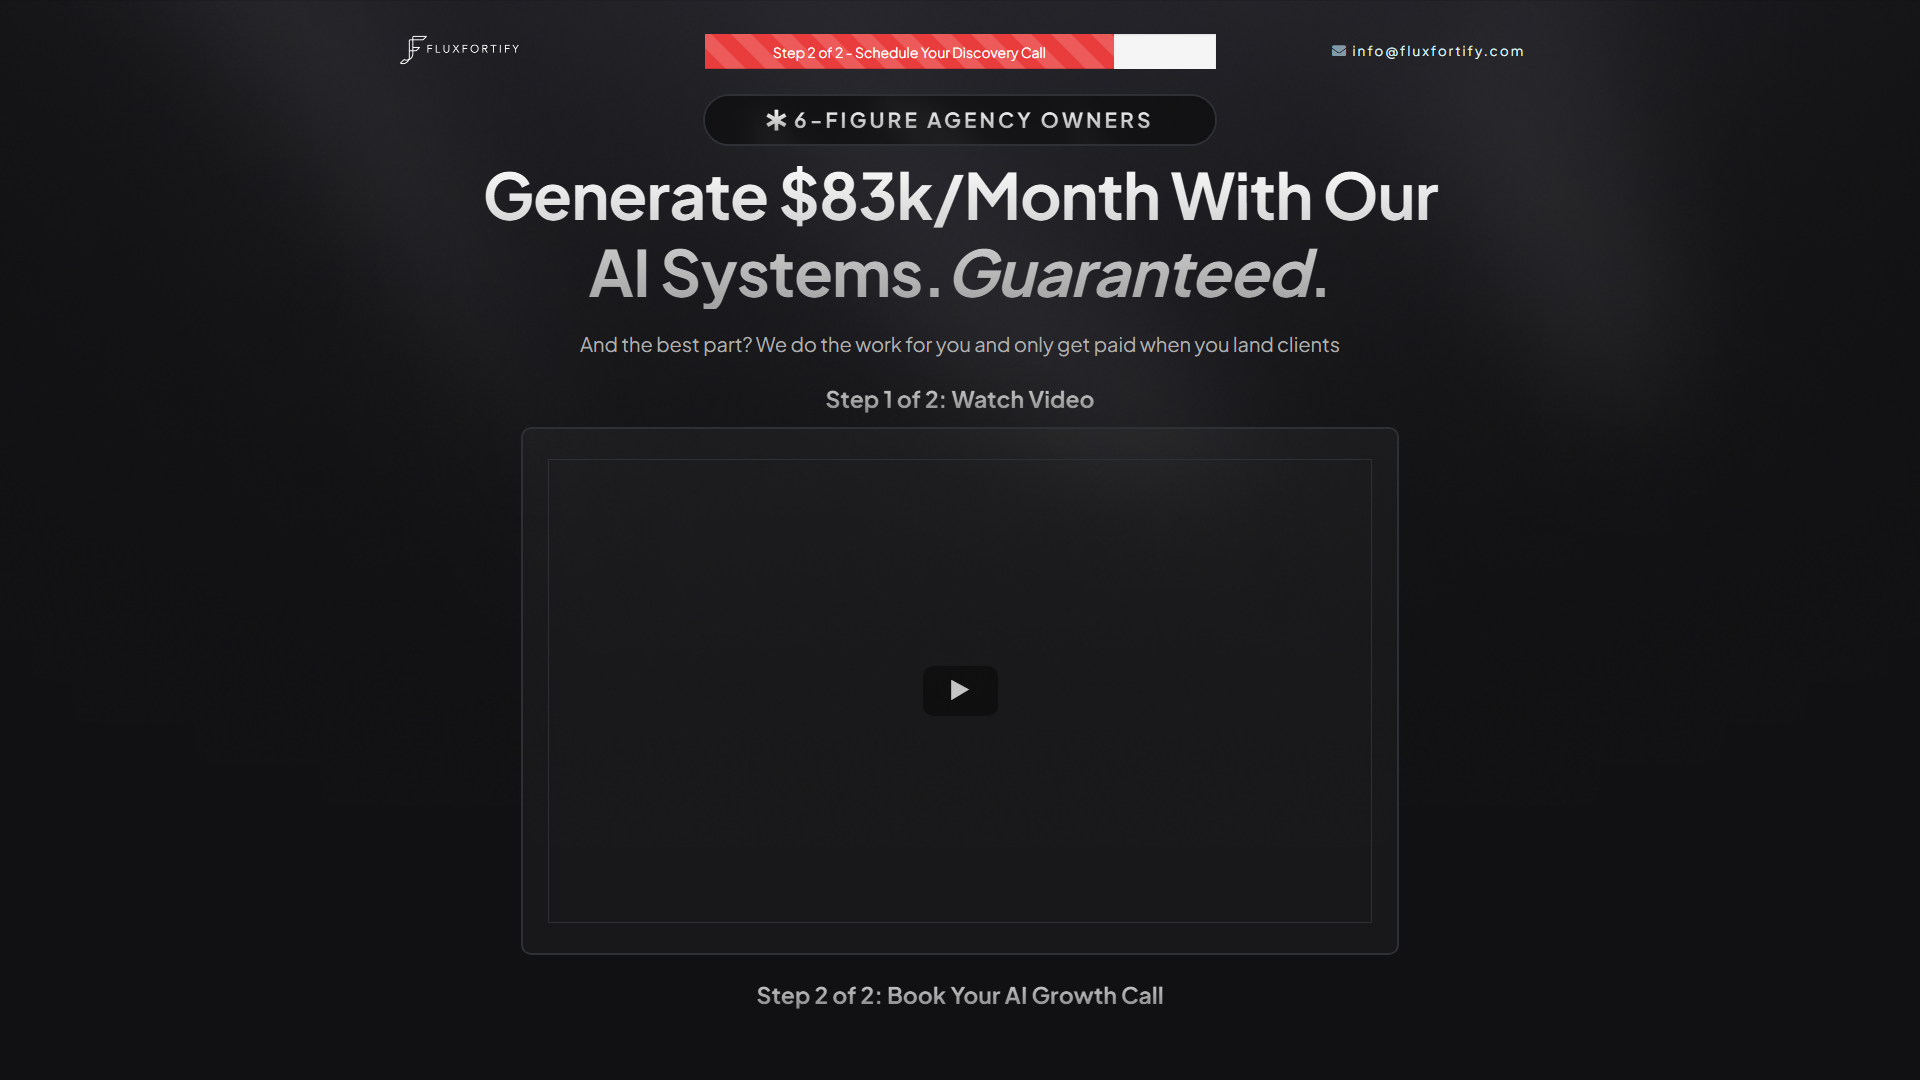 FLUXFORTIFY
Step 2 of 2 - Schedule Your Discovery Call
info@fluxfortify.com
6-FIGURE AGENCY OWNERS
Generate $83k/Month With Our
AI Systems. Guaranteed.
And the best part? We do the work for you and only get paid when you land clients
Step 1 of 2: Watch Video
Step 2 of 2: Book Your AI Growth Call